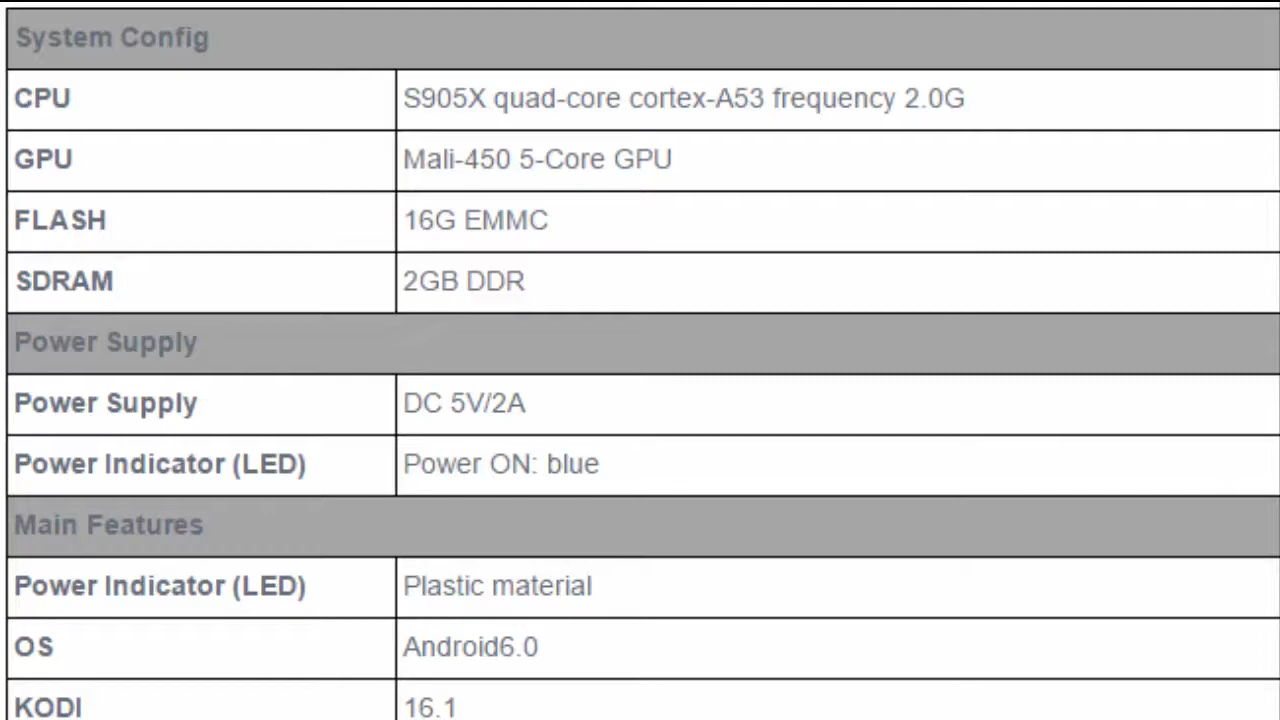 System Config
CPU S905X quad-core cortex-A53 frequency 2.0G
GPU Mali-450 5-Core GPU
FLASH 16G EMMC
SDRAM 2GB DDR
Power Supply
Power Supply DC 5V/2A
Power Indicator (LED) Power ON: blue
Main Features
Power Indicator (LED) Plastic material
OS Android6.0
KODI 16.1